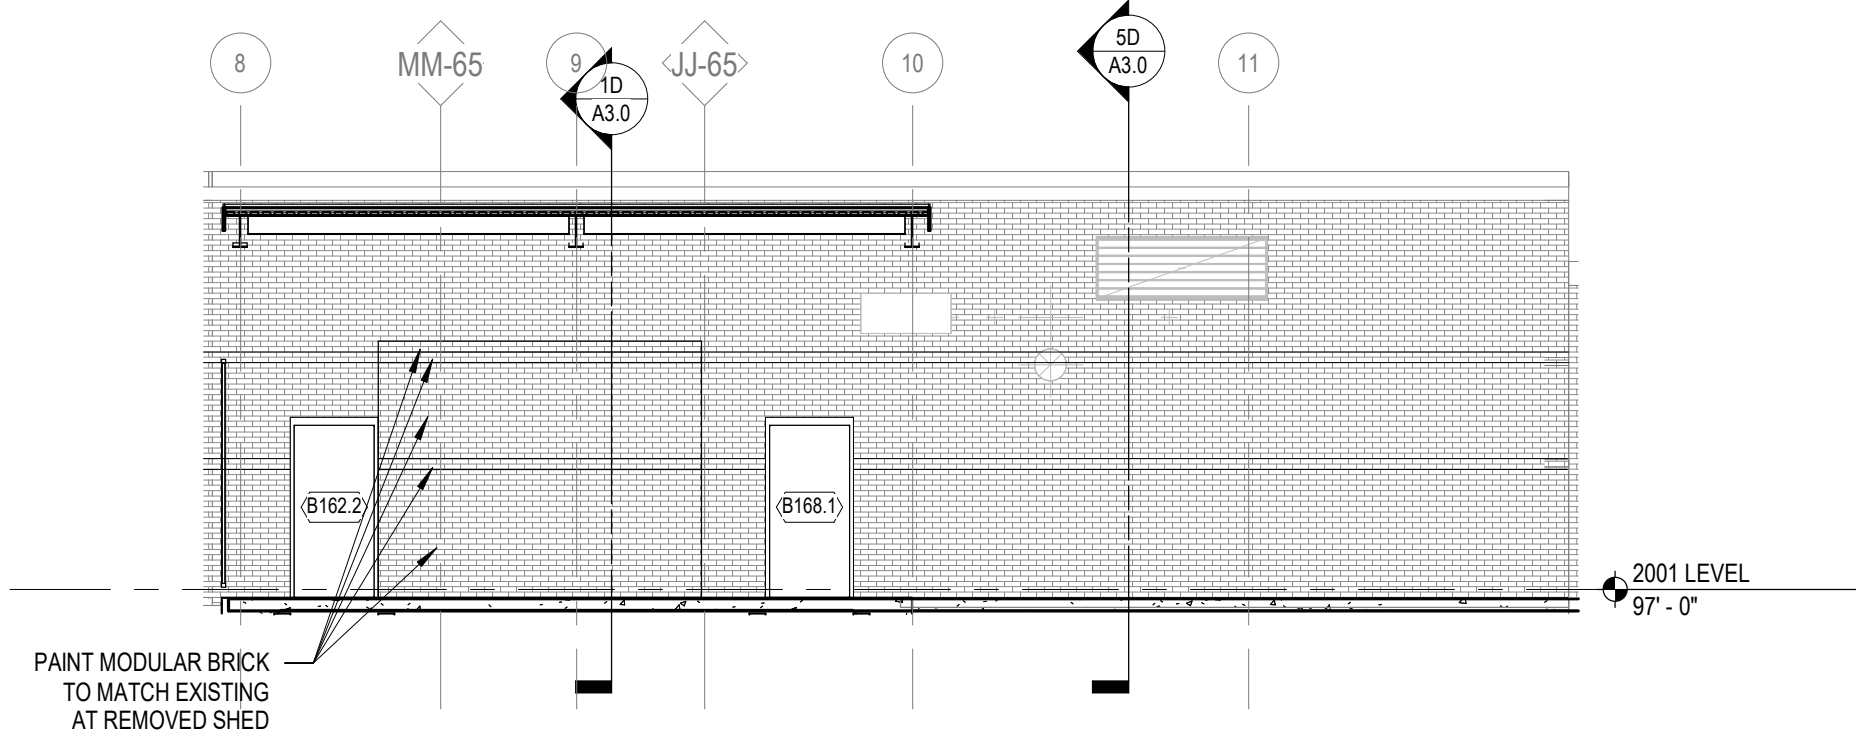 8
MM-65
9
JJ-65
10
11
1D
A3.0
5D
A3.0
B162.2
B168.1
2001 LEVEL
97' - 0"
PAINT MODULAR BRICK
TO MATCH EXISTING
AT REMOVED SHED